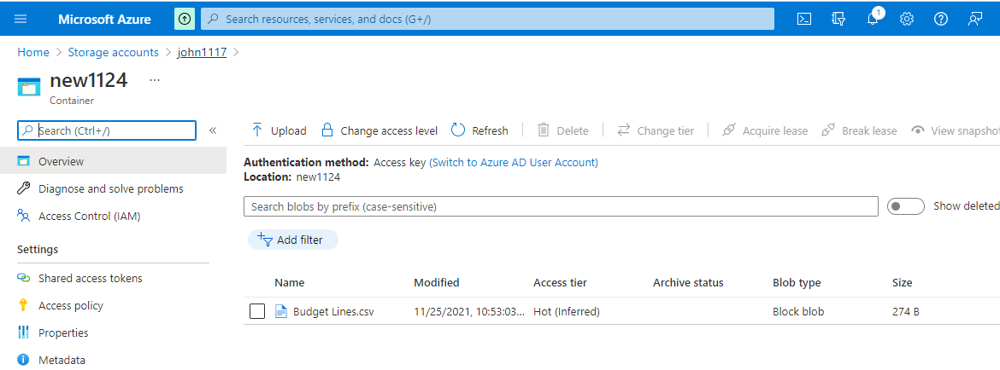 Microsoft Azure
Search resources, services, and docs (G+/)
1
Home > Storage accounts > john1117 >
new1124 ...
Container
Search (Ctrl+/)
«
Upload
Change access level
Refresh
Delete
Change tier
Acquire lease
Break lease
View snapshot
Overview
Diagnose and solve problems
Access Control (IAM)
Settings
Shared access tokens
Access policy
Properties
Metadata
Authentication method: Access key (Switch to Azure AD User Account)
Location: new1124
Search blobs by prefix (case-sensitive)
Show deleted
Add filter
Name Modified Access tier Archive status Blob type Size
Budget Lines.csv 11/25/2021, 10:53:03... Hot (Inferred) Block blob 274 B